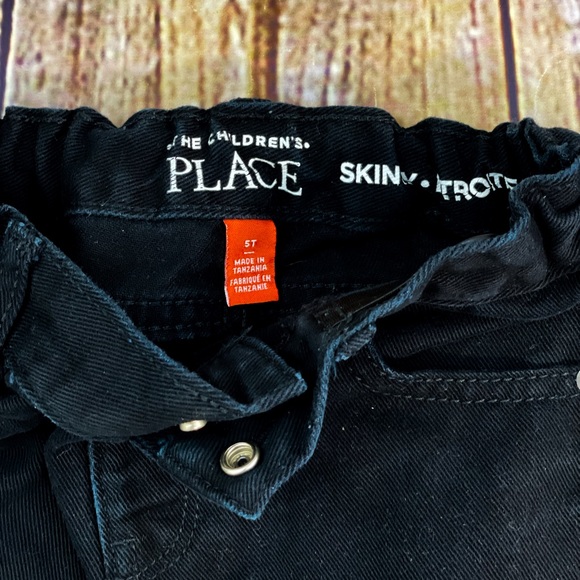 •THE CHILDREN'S•
PLACE
SKINNY •
5T
MADE IN
TANZANIA
FABRIQUÉ EN
TANZANIE